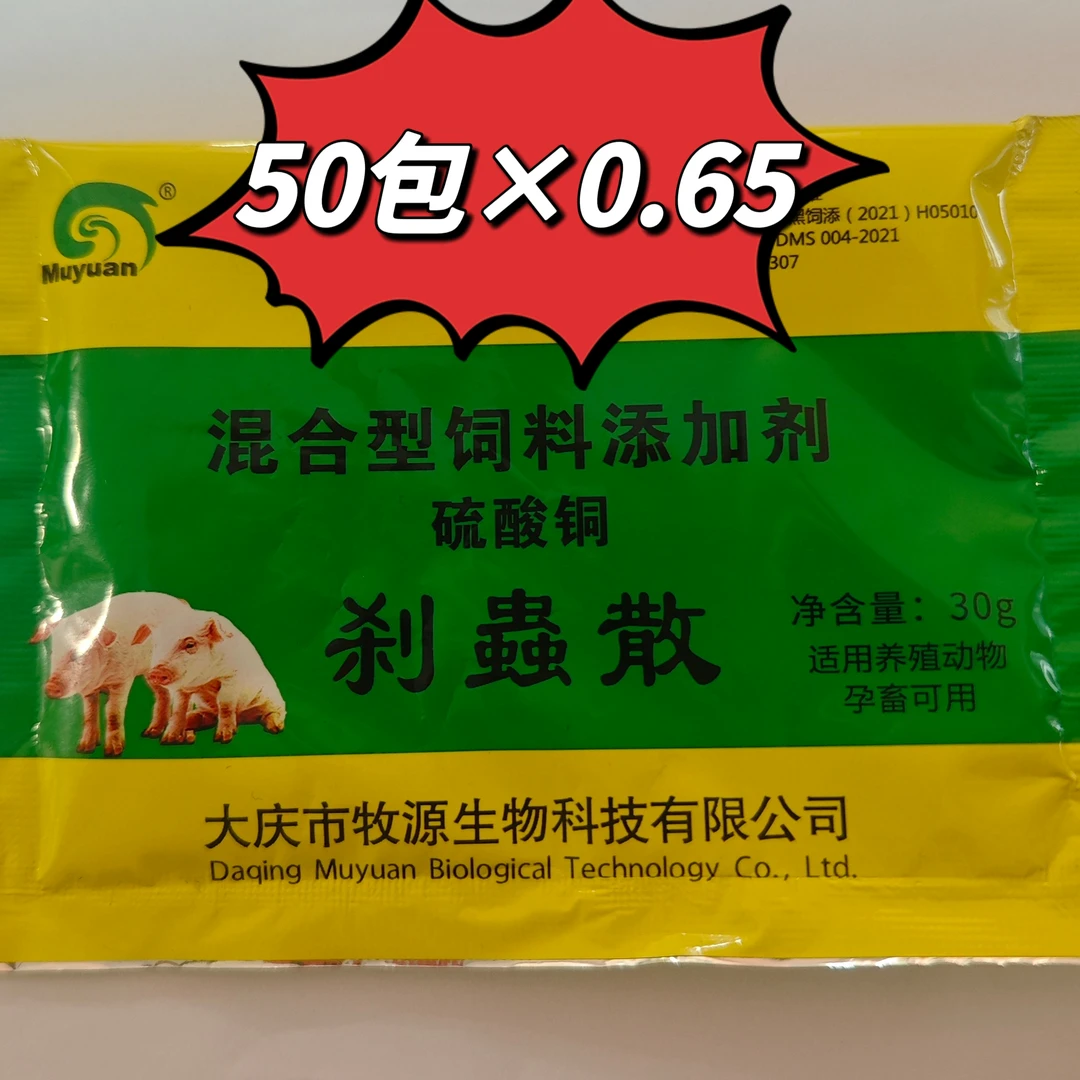 50包×0.65
Muyuan®
黑饲添（2021）H05010
DMS 004-2021
307
混合型饲料添加剂
硫酸铜
刹蟲散
净含量：30g
适用养殖动物
孕畜可用
大庆市牧源生物科技有限公司
Daqing Muyuan Biological Technology Co., Ltd.